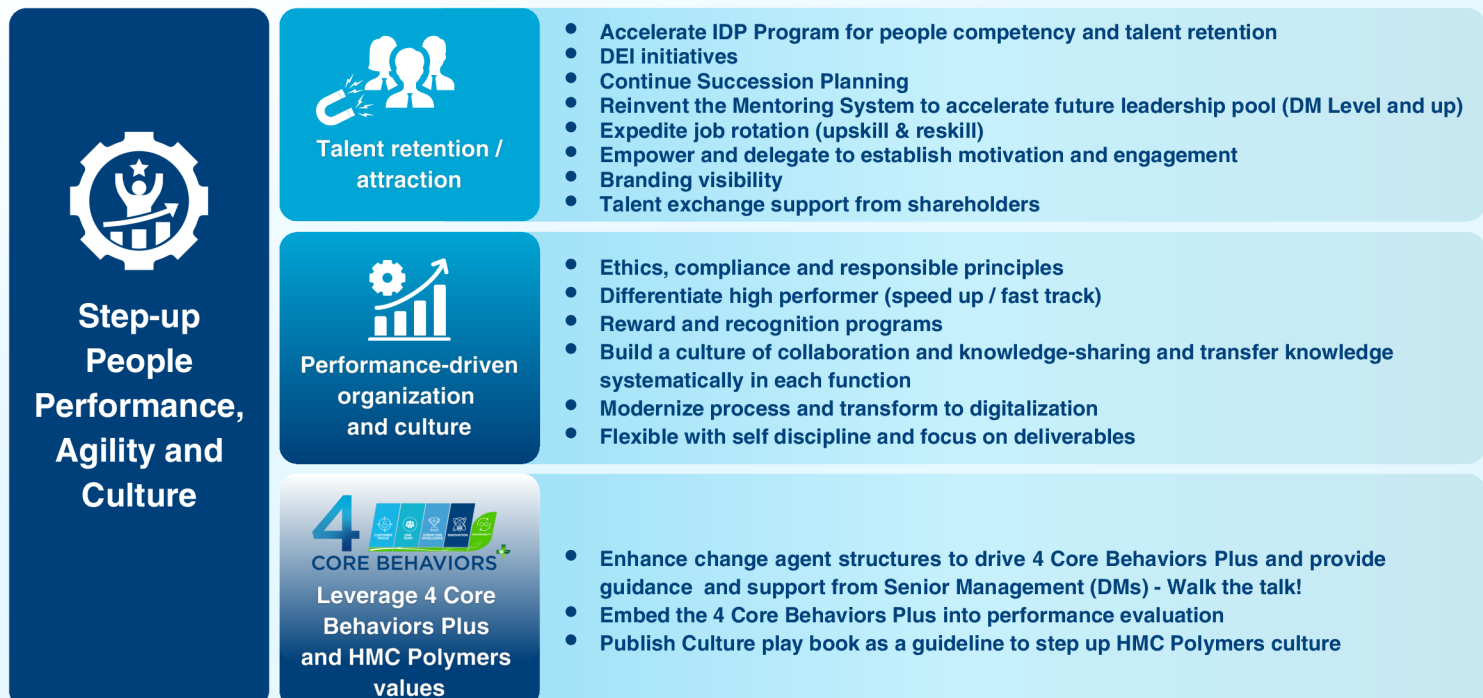 Step-up
People
Performance,
Agility and
Culture
Talent retention /
attraction
• Accelerate IDP Program for people competency and talent retention
• DEI initiatives
• Continue Succession Planning
• Reinvent the Mentoring System to accelerate future leadership pool (DM Level and up)
• Expedite job rotation (upskill & reskill)
• Empower and delegate to establish motivation and engagement
• Branding visibility
• Talent exchange support from shareholders
Performance-driven
organization
and culture
• Ethics, compliance and responsible principles
• Differentiate high performer (speed up / fast track)
• Reward and recognition programs
• Build a culture of collaboration and knowledge-sharing and transfer knowledge
systematically in each function
• Modernize process and transform to digitalization
• Flexible with self discipline and focus on deliverables
4
CORE BEHAVIORS
Leverage 4 Core
Behaviors Plus
and HMC Polymers
values
• Enhance change agent structures to drive 4 Core Behaviors Plus and provide
guidance and support from Senior Management (DMs) - Walk the talk!
• Embed the 4 Core Behaviors Plus into performance evaluation
• Publish Culture play book as a guideline to step up HMC Polymers culture